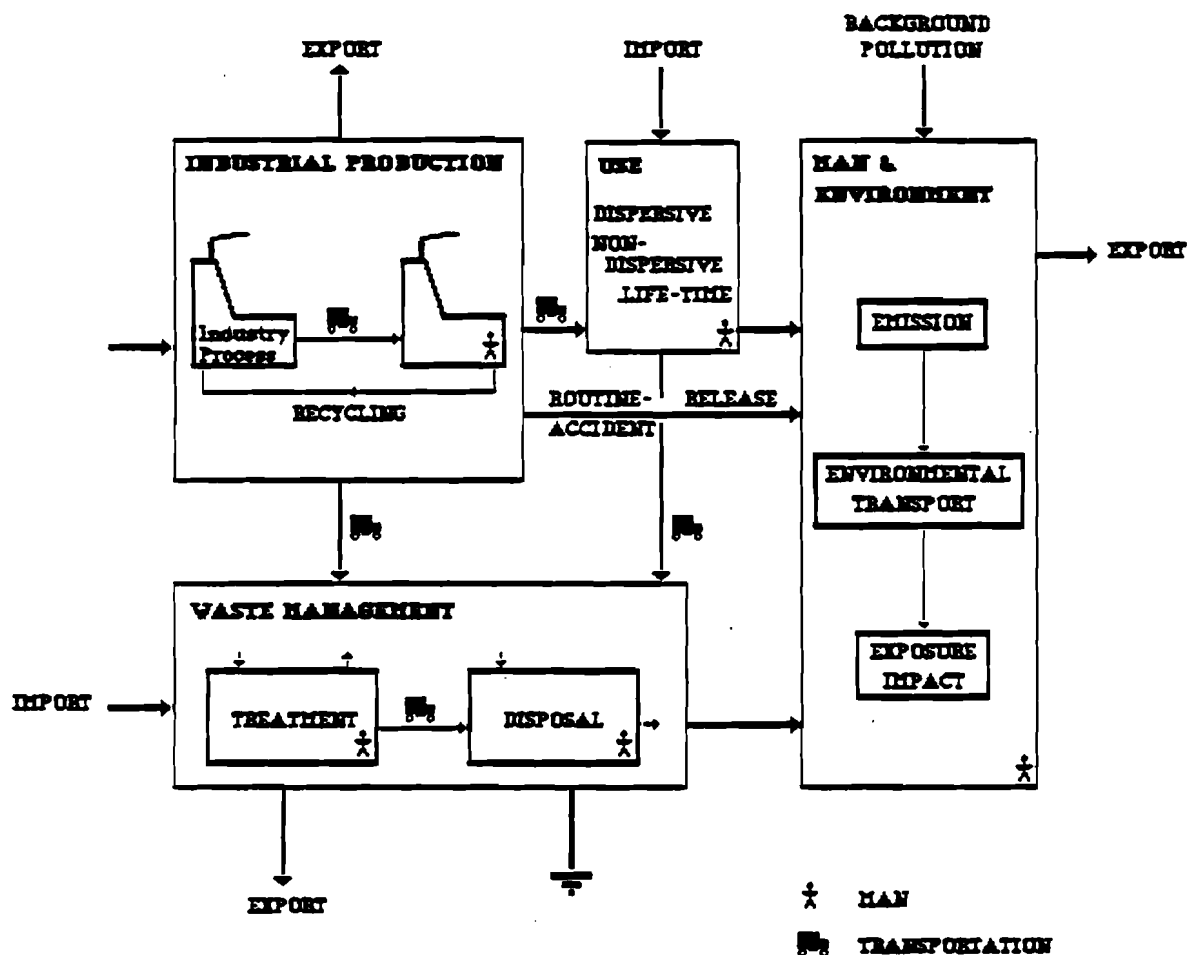 BACKGROUND
POLLUTION
EXPORT
IMPORT
INDUSTRIAL PRODUCTION
Industry
Process
RECYCLING
USE
DISPERSIVE
NON-
DISPERSIVE
LIFE-TIME
MAN &
ENVIRONMENT
EXPORT
EMISSION
ROUTINE- RELEASE
ACCIDENT
ENVIRONMENTAL
TRANSPORT
EXPOSURE
IMPACT
WASTE MANAGEMENT
IMPORT
TREATMENT
DISPOSAL
EXPORT
MAN
TRANSPORTATION